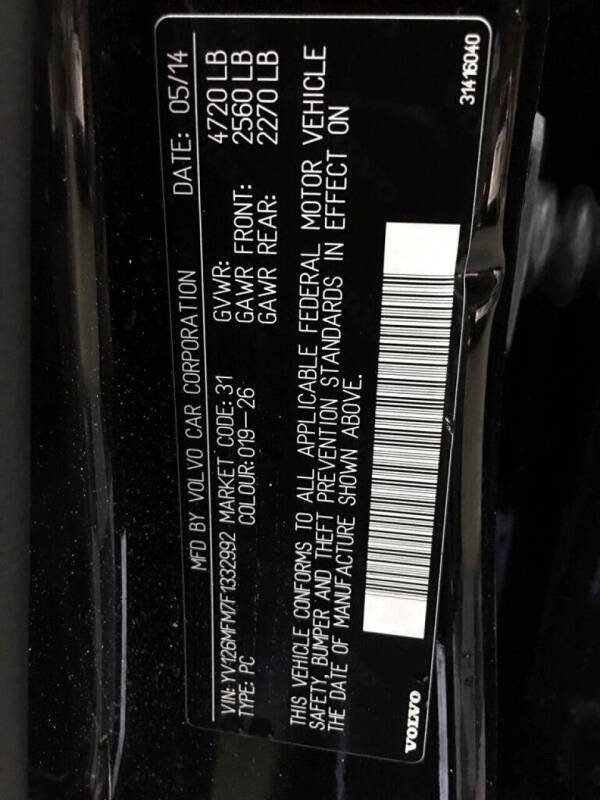 MFD BY VOLVO CAR CORPORATION DATE: 05/14
VIN: YV126MFM7F1332992 MARKET CODE: 31 GVWR: 4720 LB
TYPE: PC COLOUR: 019-26 GAWR FRONT: 2560 LB
GAWR REAR: 2270 LB
THIS VEHICLE CONFORMS TO ALL APPLICABLE FEDERAL MOTOR VEHICLE
SAFETY, BUMPER AND THEFT PREVENTION STANDARDS IN EFFECT ON
THE DATE OF MANUFACTURE SHOWN ABOVE.
VOLVO 31416040